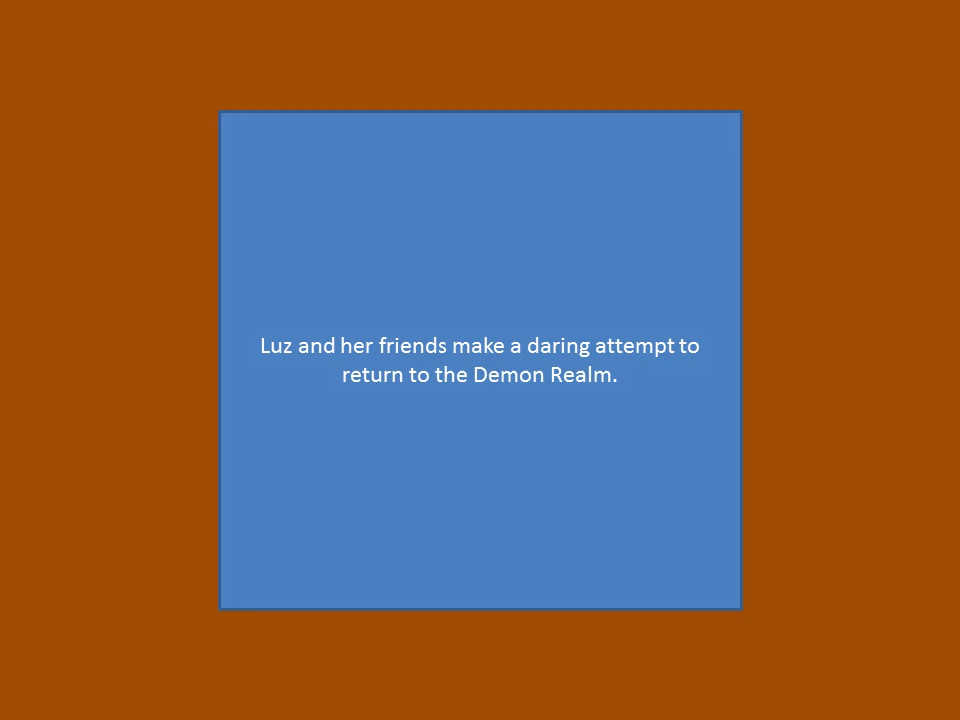 Luz and her friends make a daring attempt to
return to the Demon Realm.